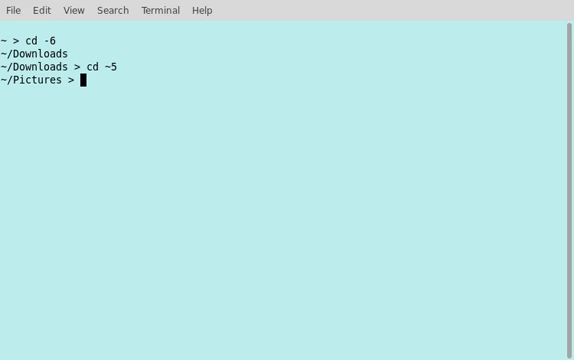 File Edit View Search Terminal Help
~ > cd -6
~/Downloads
~/Downloads > cd ~5
~/Pictures >